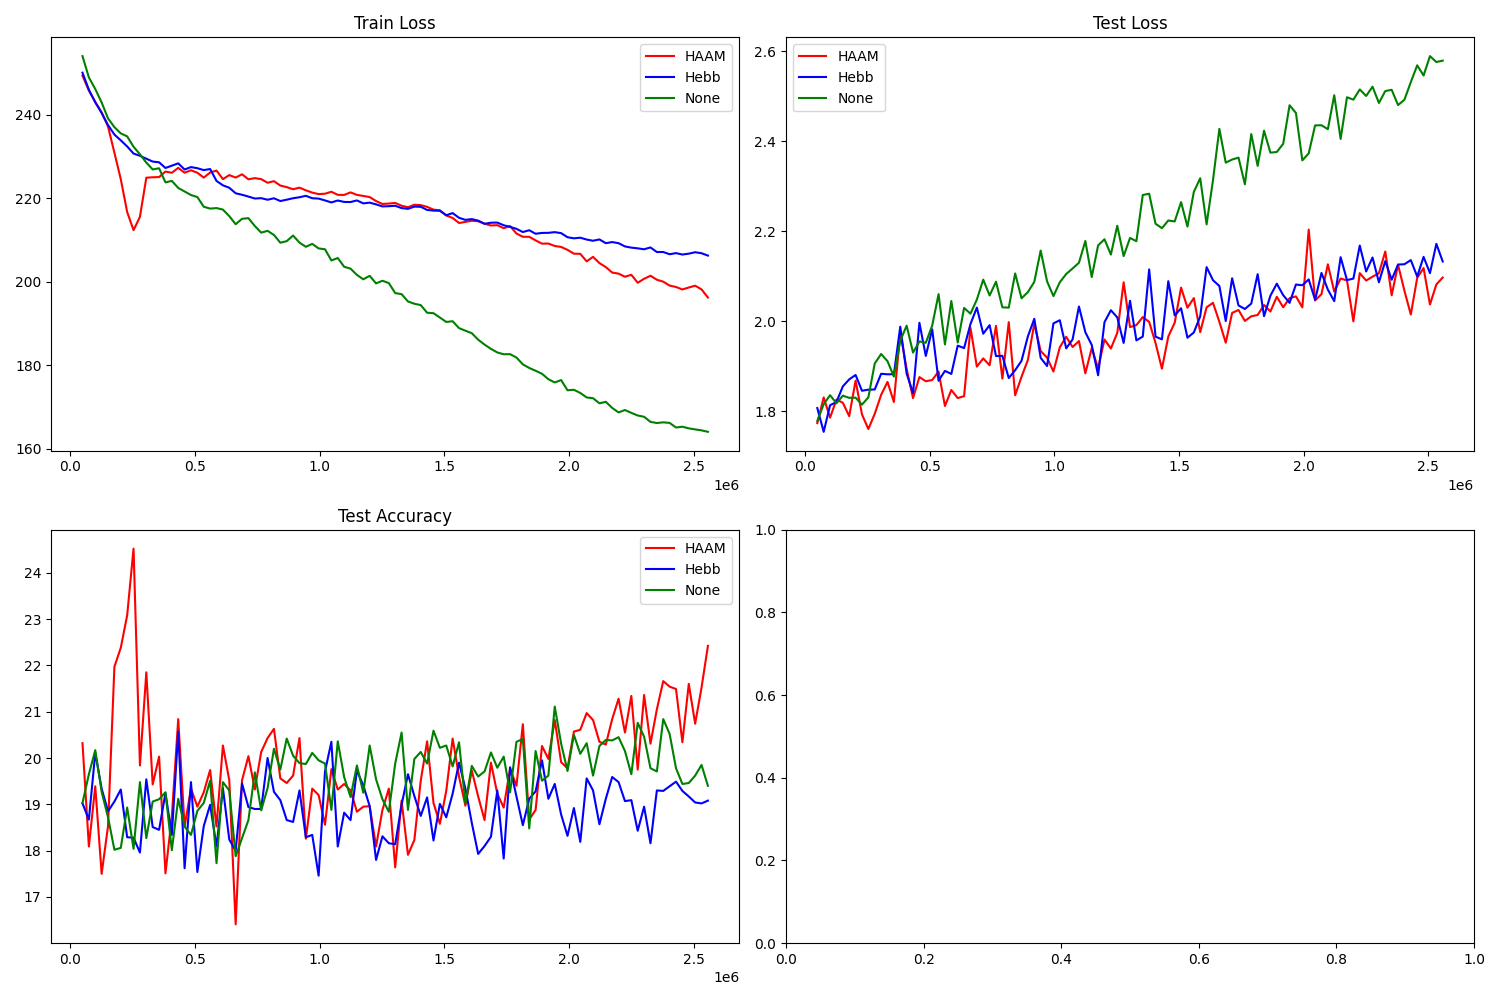 Train Loss
HAAM
Hebb
None
240
220
200
180
160
0.0 0.5 1.0 1.5 2.0 2.5
1e6
Test Loss
HAAM
Hebb
None
2.6
2.4
2.2
2.0
1.8
0.0 0.5 1.0 1.5 2.0 2.5
1e6
Test Accuracy
HAAM
Hebb
None
24
23
22
21
20
19
18
17
0.0 0.5 1.0 1.5 2.0 2.5
1e6
1.0
0.8
0.6
0.4
0.2
0.0
0.0 0.2 0.4 0.6 0.8 1.0